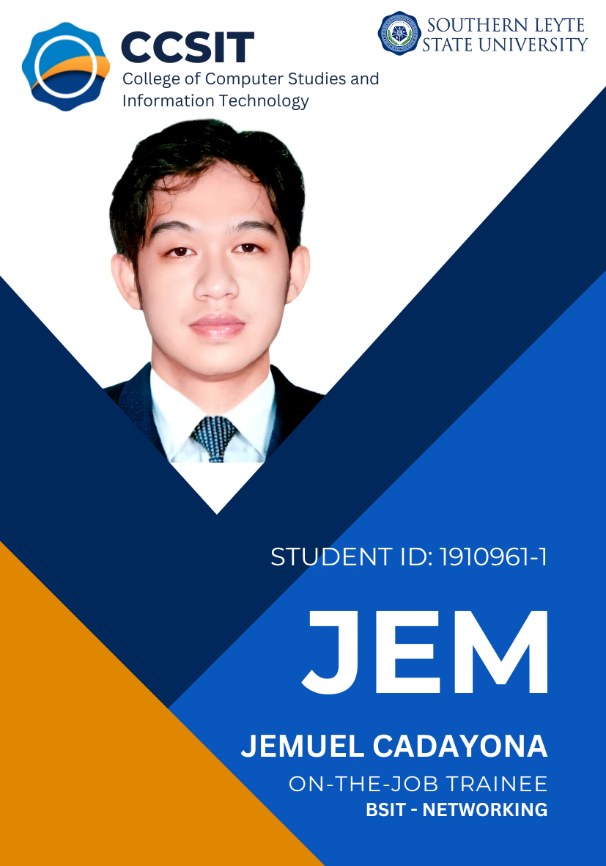 CCSIT
College of Computer Studies and
Information Technology
SOUTHERN LEYTE
STATE UNIVERSITY
STUDENT ID: 1910961-1
JEM
JEMUEL CADAYONA
ON-THE-JOB TRAINEE
BSIT - NETWORKING